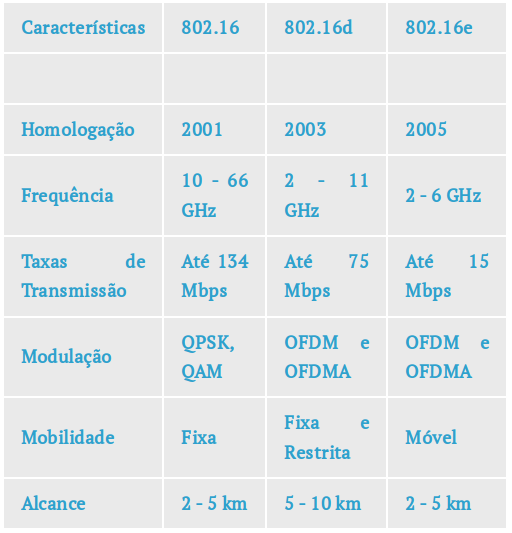 Características 802.16 802.16d 802.16e
Homologação 2001 2003 2005
Frequência 10 - 66 GHz 2 - 11 GHz 2 - 6 GHz
Taxas de Transmissão Até 134 Mbps Até 75 Mbps Até 15 Mbps
Modulação QPSK, QAM OFDM e OFDMA OFDM e OFDMA
Mobilidade Fixa Fixa e Restrita Móvel
Alcance 2 - 5 km 5 - 10 km 2 - 5 km